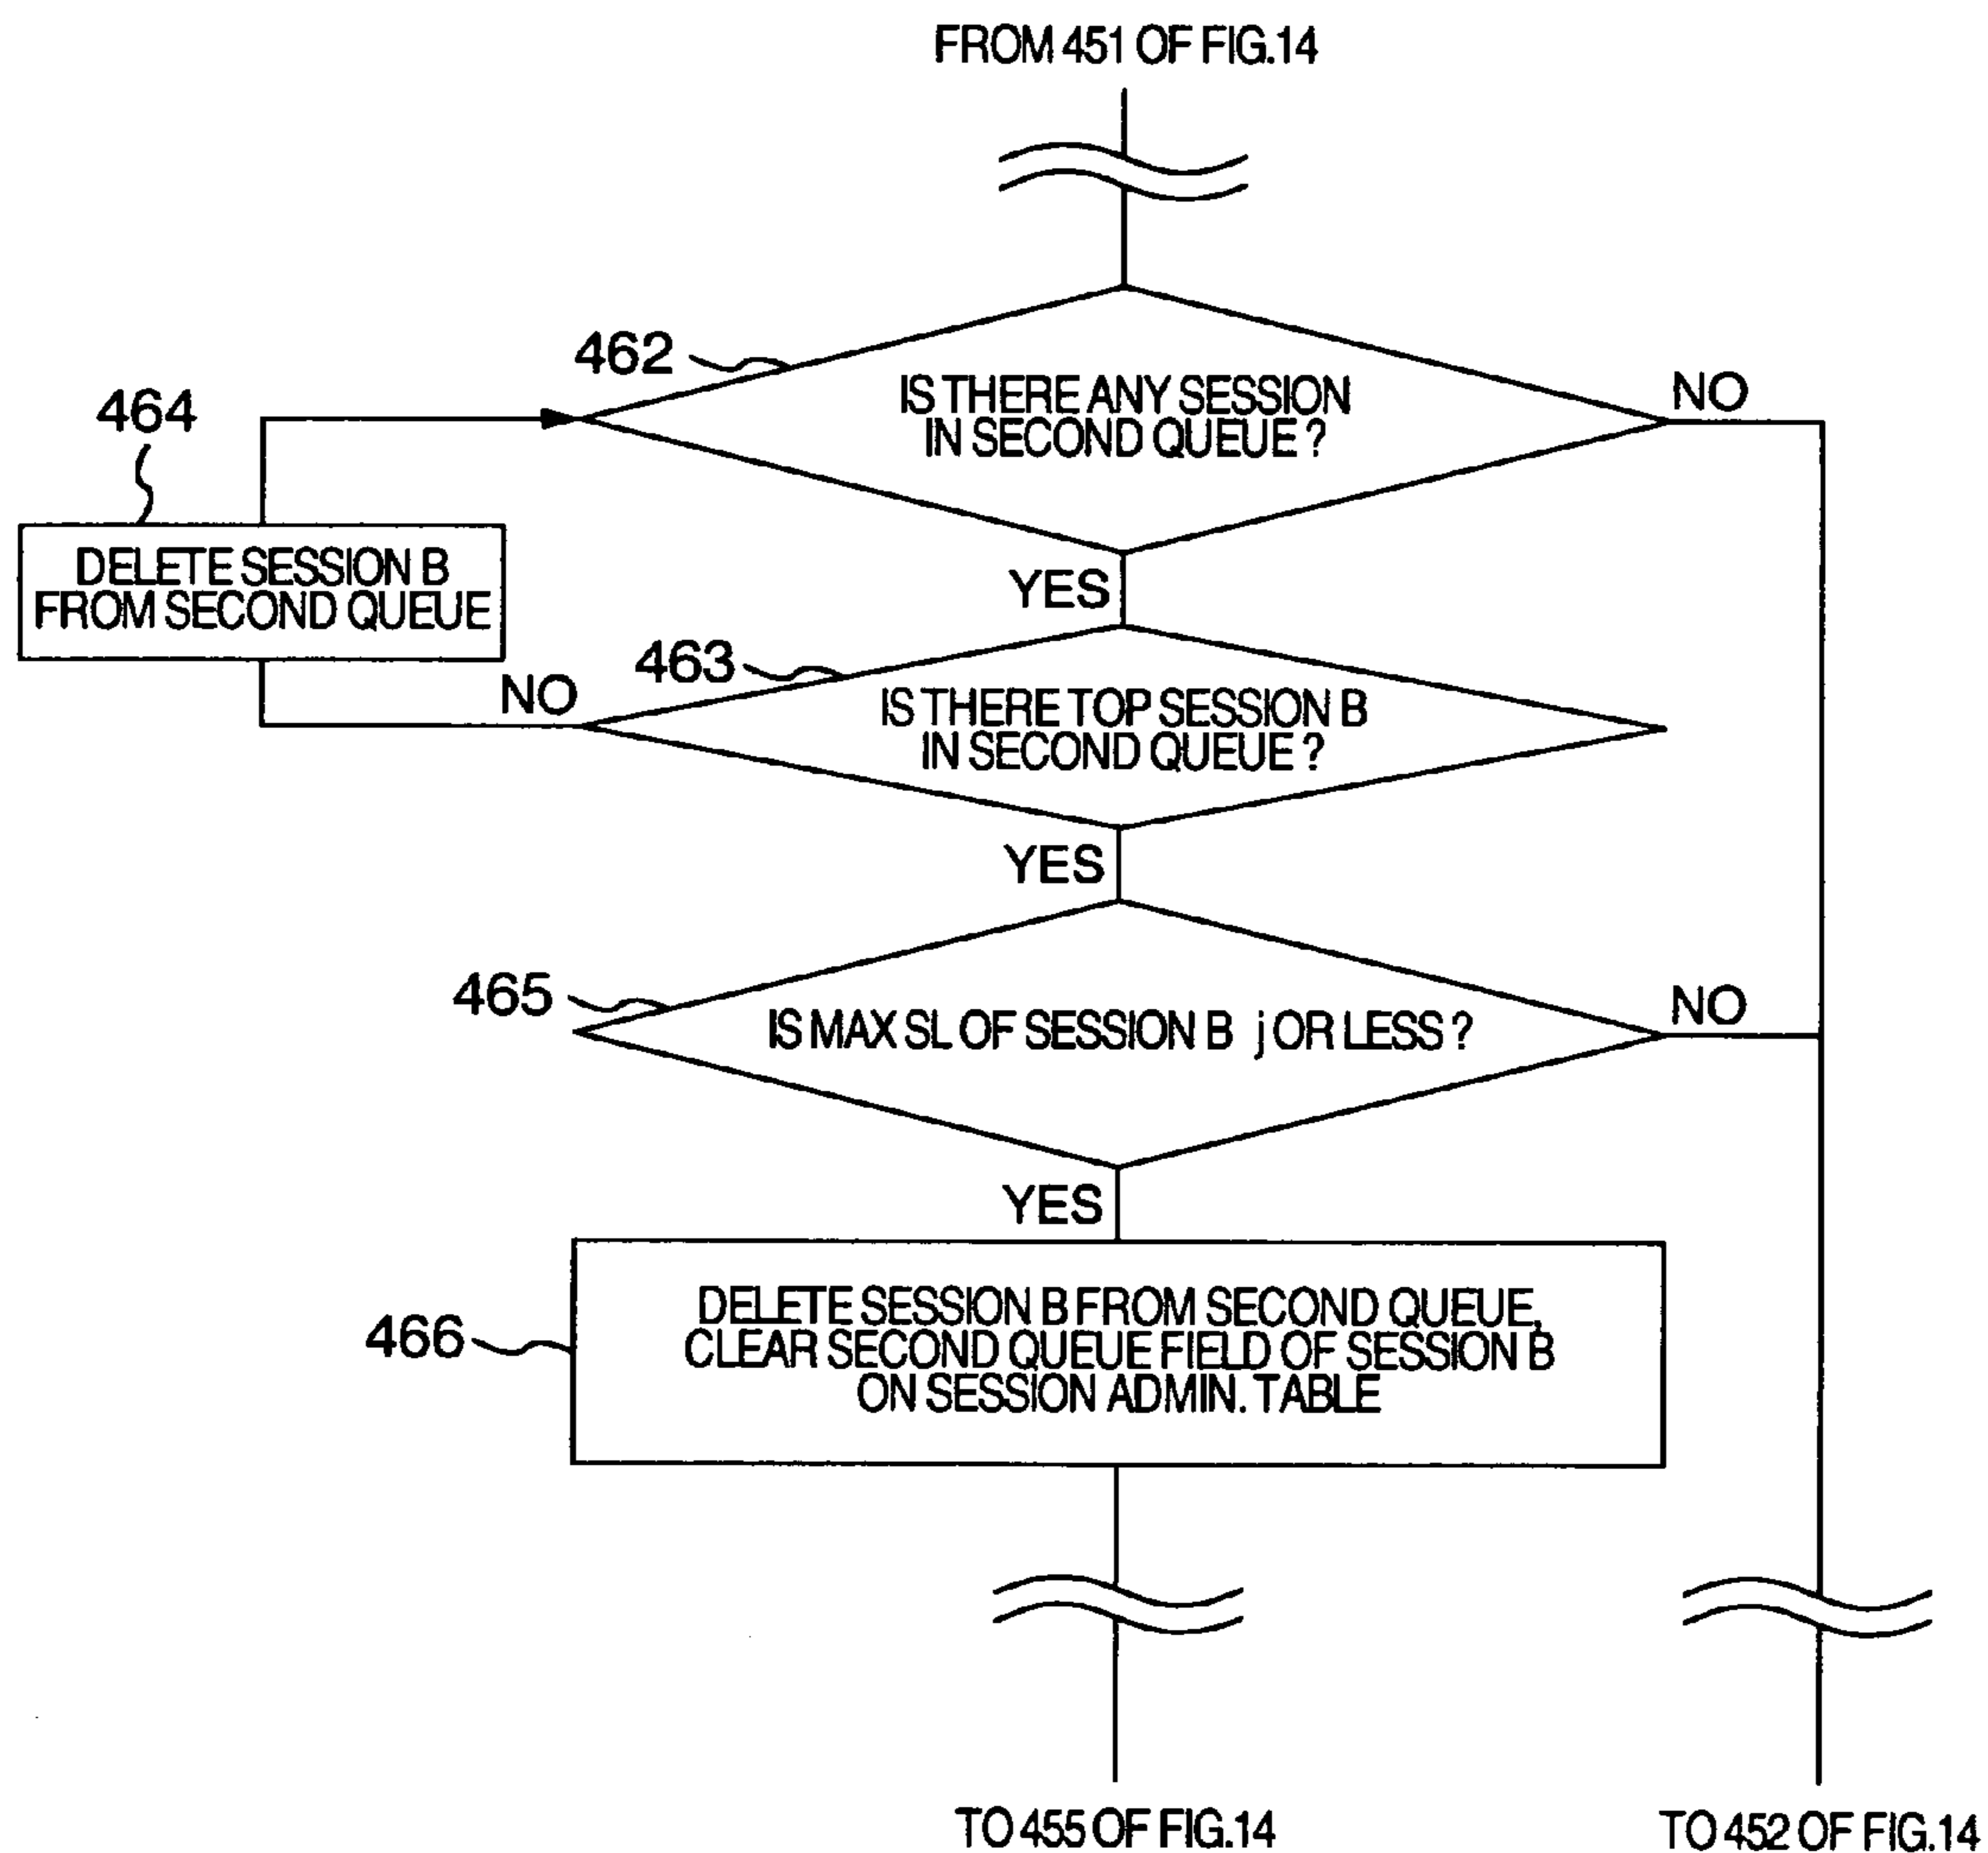 FROM 451 OF FIG.14
462
IS THERE ANY SESSION
IN SECOND QUEUE ?
NO
464
DELETE SESSION B
FROM SECOND QUEUE
YES
463
NO
IS THERE TOP SESSION B
IN SECOND QUEUE ?
YES
465
IS MAX SL OF SESSION B j OR LESS ?
NO
YES
466
DELETE SESSION B FROM SECOND QUEUE,
CLEAR SECOND QUEUE FIELD OF SESSION B
ON SESSION ADMIN. TABLE
TO 455 OF FIG.14
TO 452 OF FIG.14